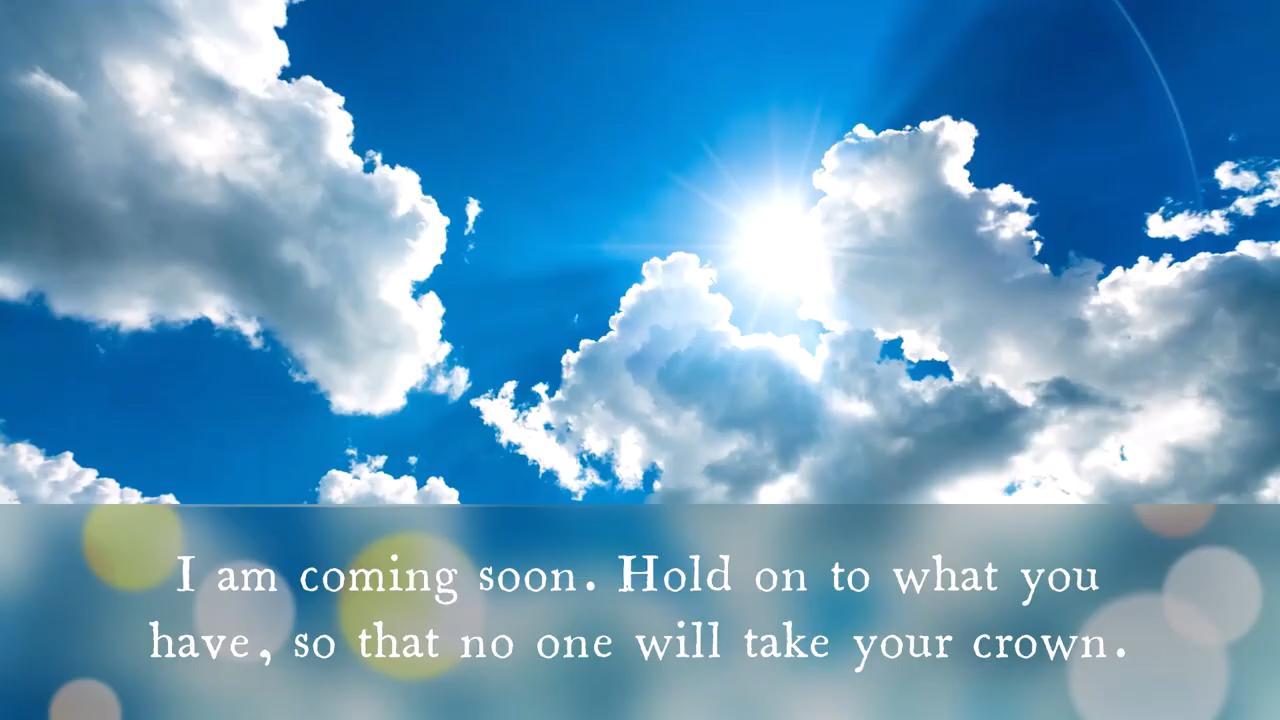 I am coming soon. Hold on to what you
have, so that no one will take your crown.